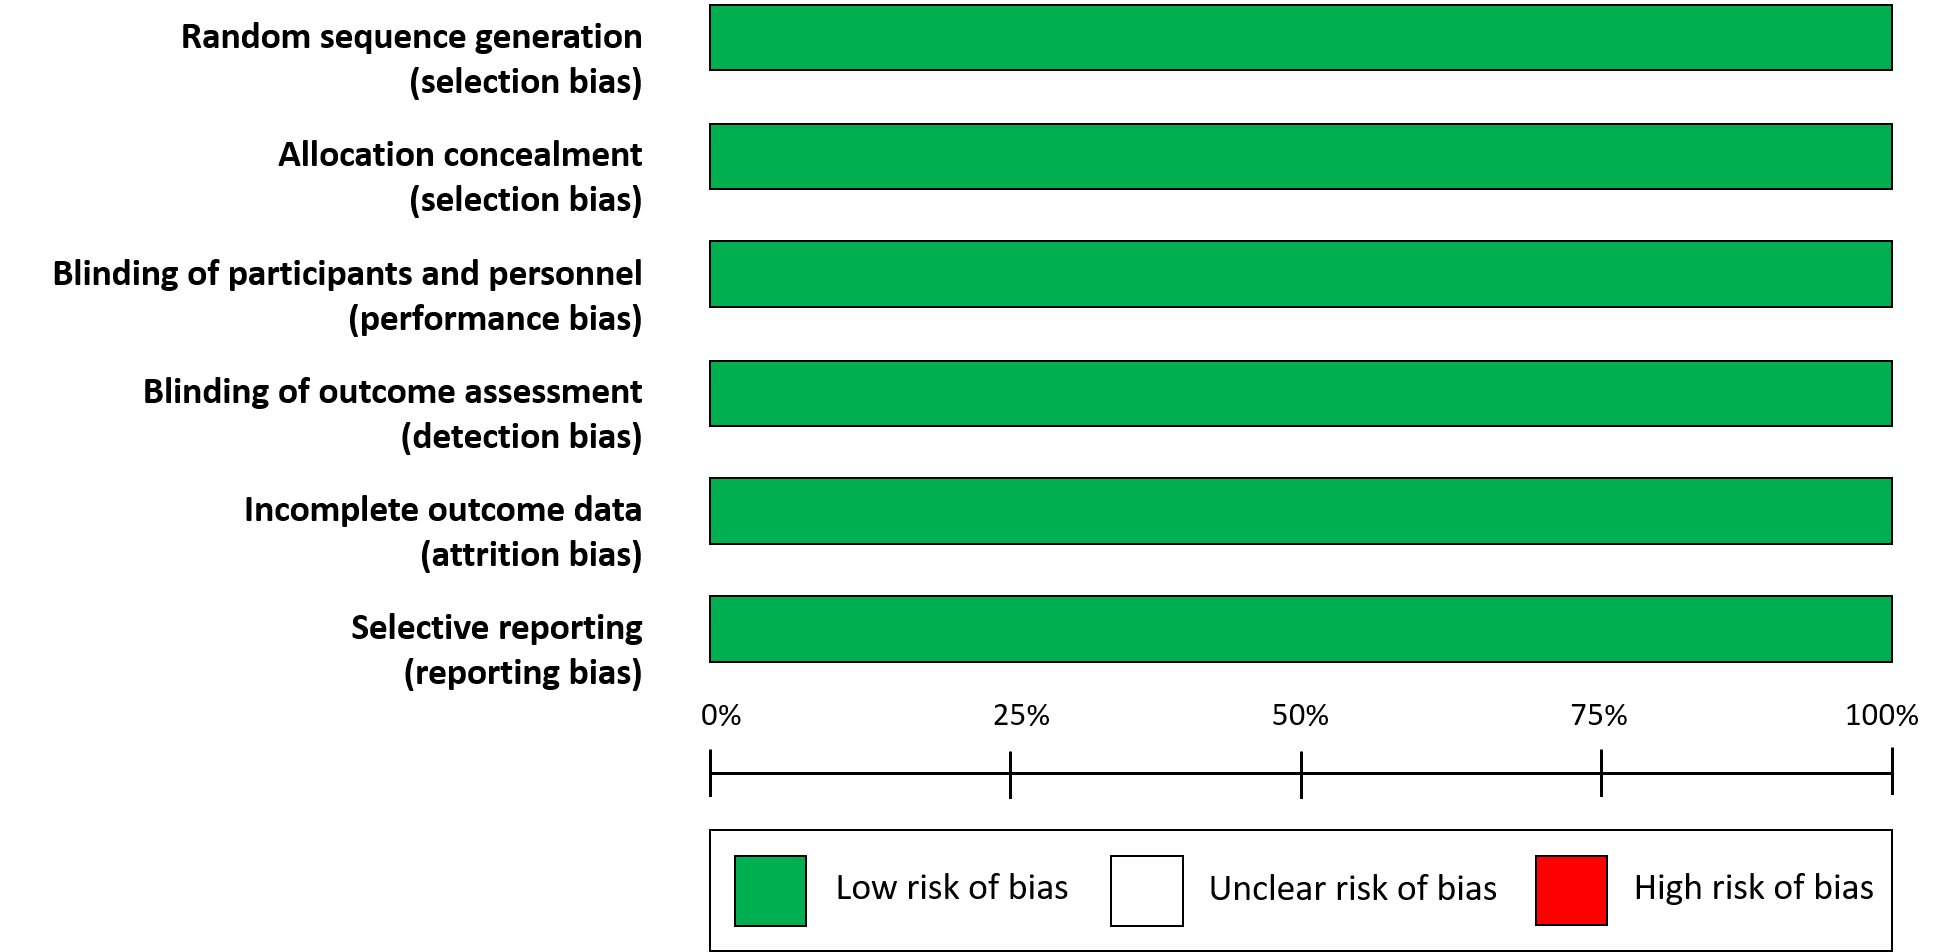 Random sequence generation
(selection bias)
Allocation concealment
(selection bias)
Blinding of participants and personnel
(performance bias)
Blinding of outcome assessment
(detection bias)
Incomplete outcome data
(attrition bias)
Selective reporting
(reporting bias)
0% 25% 50% 75% 100%
Low risk of bias Unclear risk of bias High risk of bias